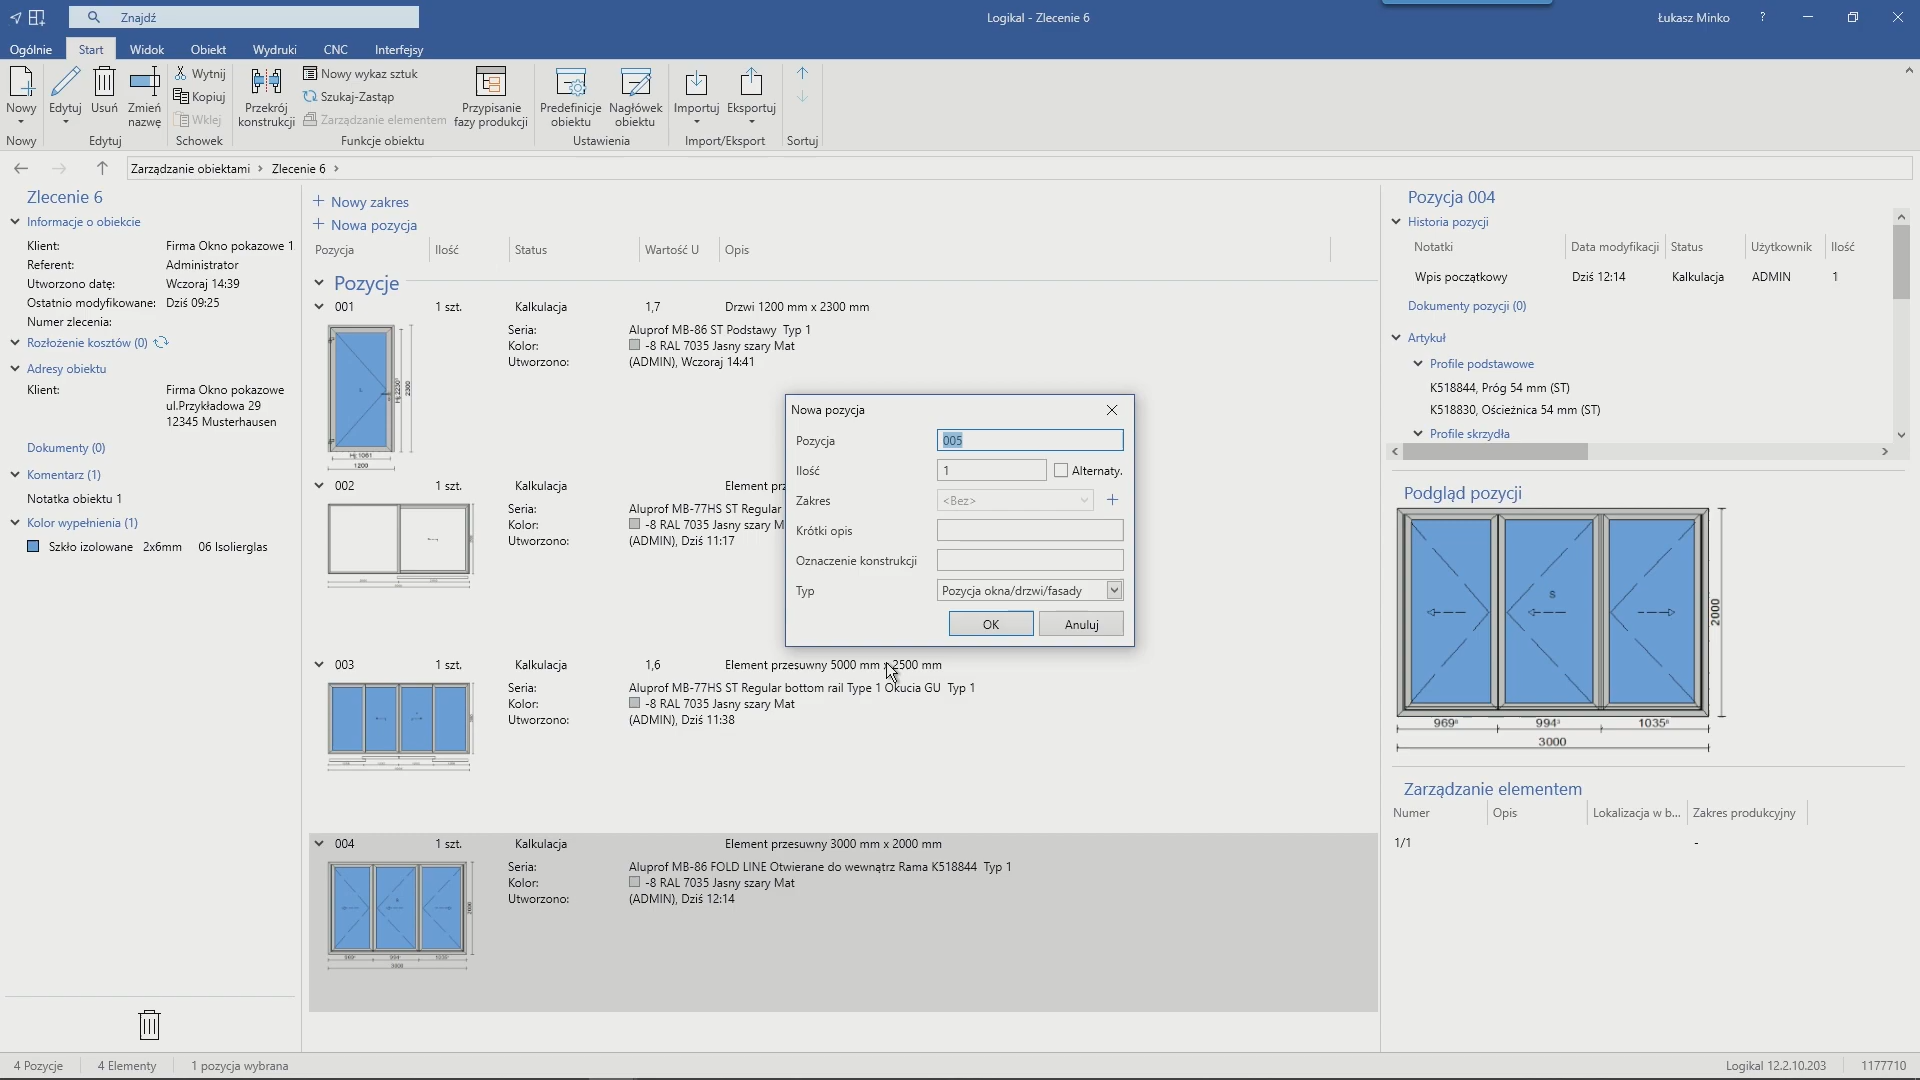 Znajdź
Logikal - Zlecenie 6
Łukasz Minko
?
Ogólnie
Start
Widok
Obiekt
Wydruki
CNC
Interfejsy
Nowy
Edytuj
Usuń
Zmień nazwę
Wytnij
Kopiuj
Wklej
Przekrój konstrukcji
Nowy wykaz sztuk
Szukaj-Zastąp
Zarządzanie elementem
Przypisanie fazy produkcji
Predefinicje obiektu
Nagłówek obiektu
Importuj
Eksportuj
Nowy
Edytuj
Schowek
Funkcje obiektu
Ustawienia
Import/Eksport
Sortuj
Zarządzanie obiektami > Zlecenie 6 >
Zlecenie 6
Informacje o obiekcie
Klient: Firma Okno pokazowe 1
Referent: Administrator
Utworzono datę: Wczoraj 14:39
Ostatnio modyfikowane: Dziś 09:25
Numer zlecenia:
Rozłożenie kosztów (0)
Adresy obiektu
Klient: Firma Okno pokazowe
ul.Przykładowa 29
12345 Musterhausen
Dokumenty (0)
Komentarz (1)
Notatka obiektu 1
Kolor wypełnienia (1)
Szkło izolowane 2x6mm 06 Isolierglas
+ Nowy zakres
+ Nowa pozycja
Pozycja Ilość Status Wartość U Opis
Pozycje
001 1 szt. Kalkulacja 1,7 Drzwi 1200 mm x 2300 mm
Seria: Aluprof MB-86 ST Podstawy Typ 1
Kolor: -8 RAL 7035 Jasny szary Mat
Utworzono: (ADMIN), Wczoraj 14:41
2300
1200
002 1 szt. Kalkulacja Element prz
Seria: Aluprof MB-77HS ST Regular
Kolor: -8 RAL 7035 Jasny szary M
Utworzono: (ADMIN), Dziś 11:17
003 1 szt. Kalkulacja 1,6 Element przesuwny 5000 mm x 2500 mm
Seria: Aluprof MB-77HS ST Regular bottom rail Type 1 Okucia GU Typ 1
Kolor: -8 RAL 7035 Jasny szary Mat
Utworzono: (ADMIN), Dziś 11:38
004 1 szt. Kalkulacja Element przesuwny 3000 mm x 2000 mm
Seria: Aluprof MB-86 FOLD LINE Otwierane do wewnątrz Rama K518844 Typ 1
Kolor: -8 RAL 7035 Jasny szary Mat
Utworzono: (ADMIN), Dziś 12:14
3000
Nowa pozycja
Pozycja 005
Ilość 1 Alternaty.
Zakres <Bez> +
Krótki opis
Oznaczenie konstrukcji
Typ Pozycja okna/drzwi/fasady
OK Anuluj
Pozycja 004
Historia pozycji
Notatki Data modyfikacji Status Użytkownik Ilość
Wpis początkowy Dziś 12:14 Kalkulacja ADMIN 1
Dokumenty pozycji (0)
Artykuł
Profile podstawowe
K518844, Próg 54 mm (ST)
K518830, Ościeżnica 54 mm (ST)
Profile skrzydła
Podgląd pozycji
S
2000
969⁸ 994³ 1035⁸
3000
Zarządzanie elementem
Numer Opis Lokalizacja w b... Zakres produkcyjny
1/1 -
4 Pozycje 4 Elementy 1 pozycja wybrana
Logikal 12.2.10.203 1177710